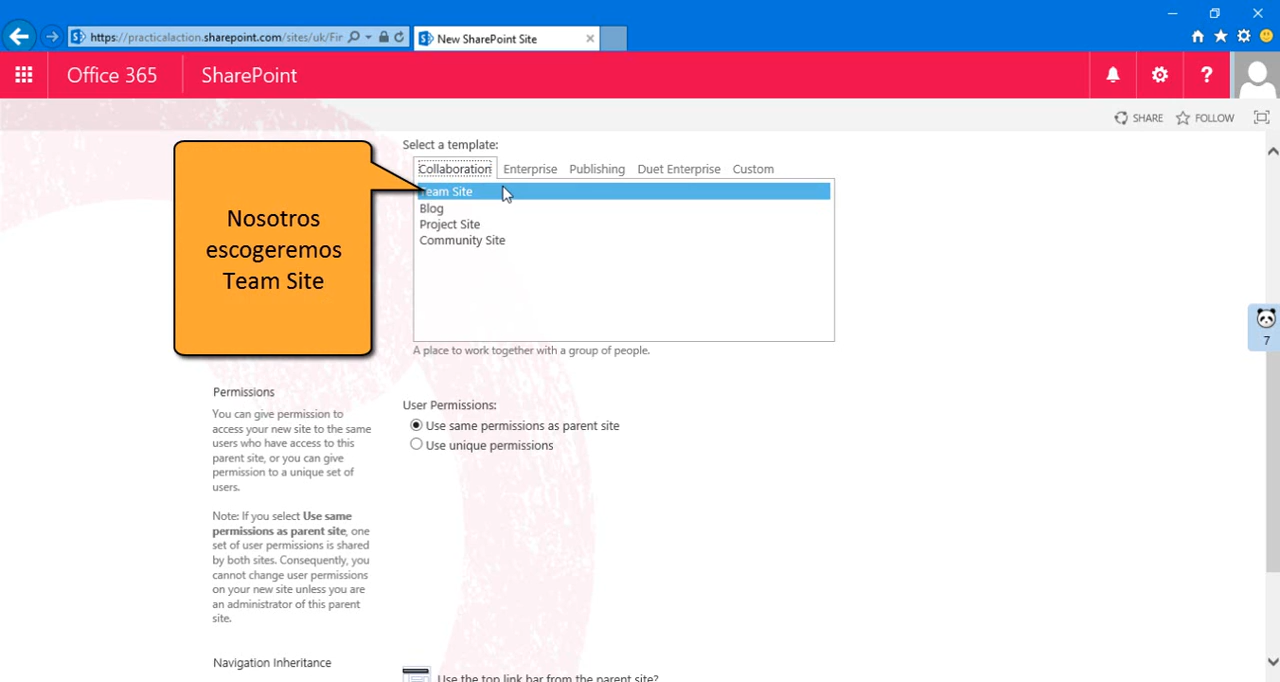 https://practicalaction.sharepoint.com/sites/uk/Fir
New SharePoint Site
Office 365
SharePoint
?
SHARE
FOLLOW
Select a template:
Collaboration
Enterprise
Publishing
Duet Enterprise
Custom
Team Site
Blog
Project Site
Community Site
Nosotros
escogeremos
Team Site
7
A place to work together with a group of people.
Permissions
You can give permission to
access your new site to the same
users who have access to this
parent site, or you can give
permission to a unique set of
users.
Note: If you select Use same
permissions as parent site, one
set of user permissions is shared
by both sites. Consequently, you
cannot change user permissions
on your new site unless you are
an administrator of this parent
site.
User Permissions:
Use same permissions as parent site
Use unique permissions
Navigation Inheritance
Use the top link bar from the parent site?